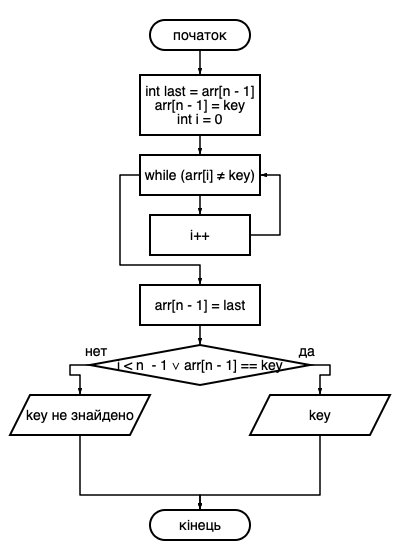 початок
int last = arr[n - 1]
arr[n - 1] = key
int i = 0
while (arr[i] ≠ key)
i++
arr[n - 1] = last
нет
да
i < n - 1 ∨ arr[n - 1] == key
key не знайдено
key
кінець